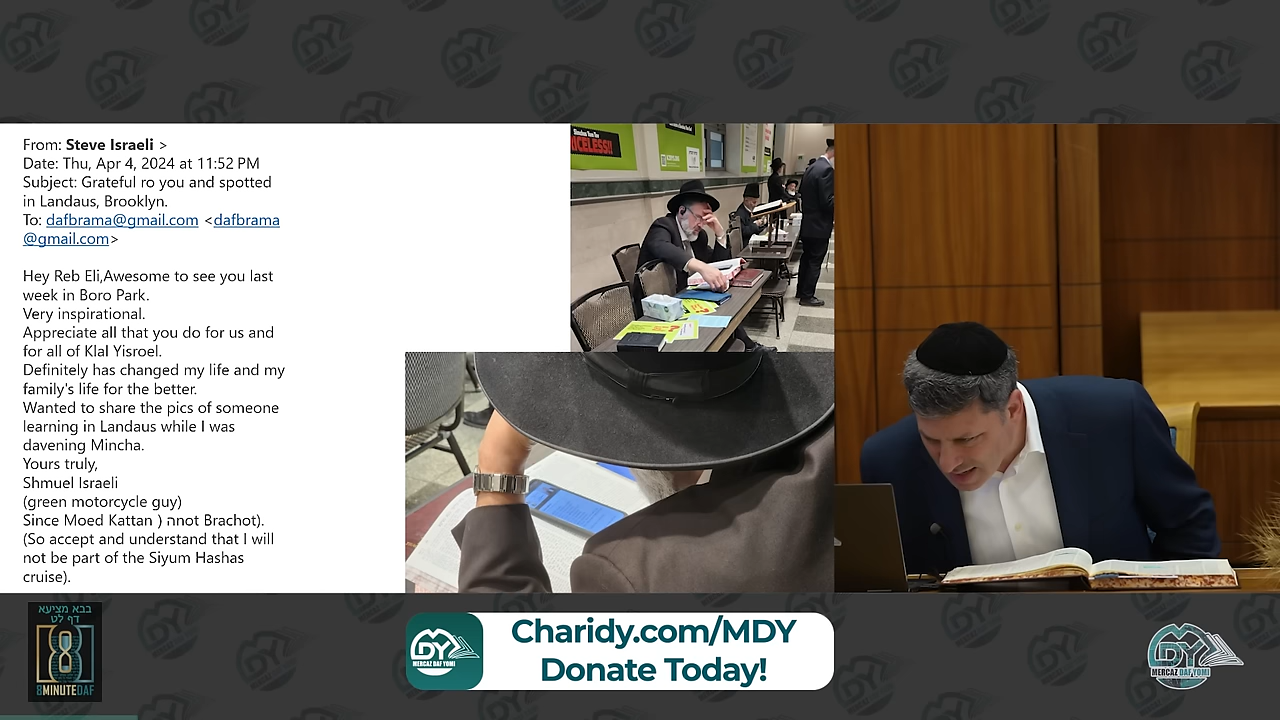 From: Steve Israeli >
Date: Thu, Apr 4, 2024 at 11:52 PM
Subject: Grateful ro you and spotted
in Landaus, Brooklyn.
To: dafbrama@gmail.com <dafbrama
@gmail.com>
Hey Reb Eli,Awesome to see you last
week in Boro Park.
Very inspirational.
Appreciate all that you do for us and
for all of Klal Yisroel.
Definitely has changed my life and my
family's life for the better.
Wanted to share the pics of someone
learning in Landaus while I was
davening Mincha.
Yours truly,
Shmuel Israeli
(green motorcycle guy)
Since Moed Kattan ) הnnot Brachot).
(So accept and understand that I will
not be part of the Siyum Hashas
cruise).
בבא מציעא
דף לט
8
8MINUTEDAF
MDY
MERCAZ DAF YOMI
Charidy.com/MDY
Donate Today!
MDY
MERCAZ DAF YOMI